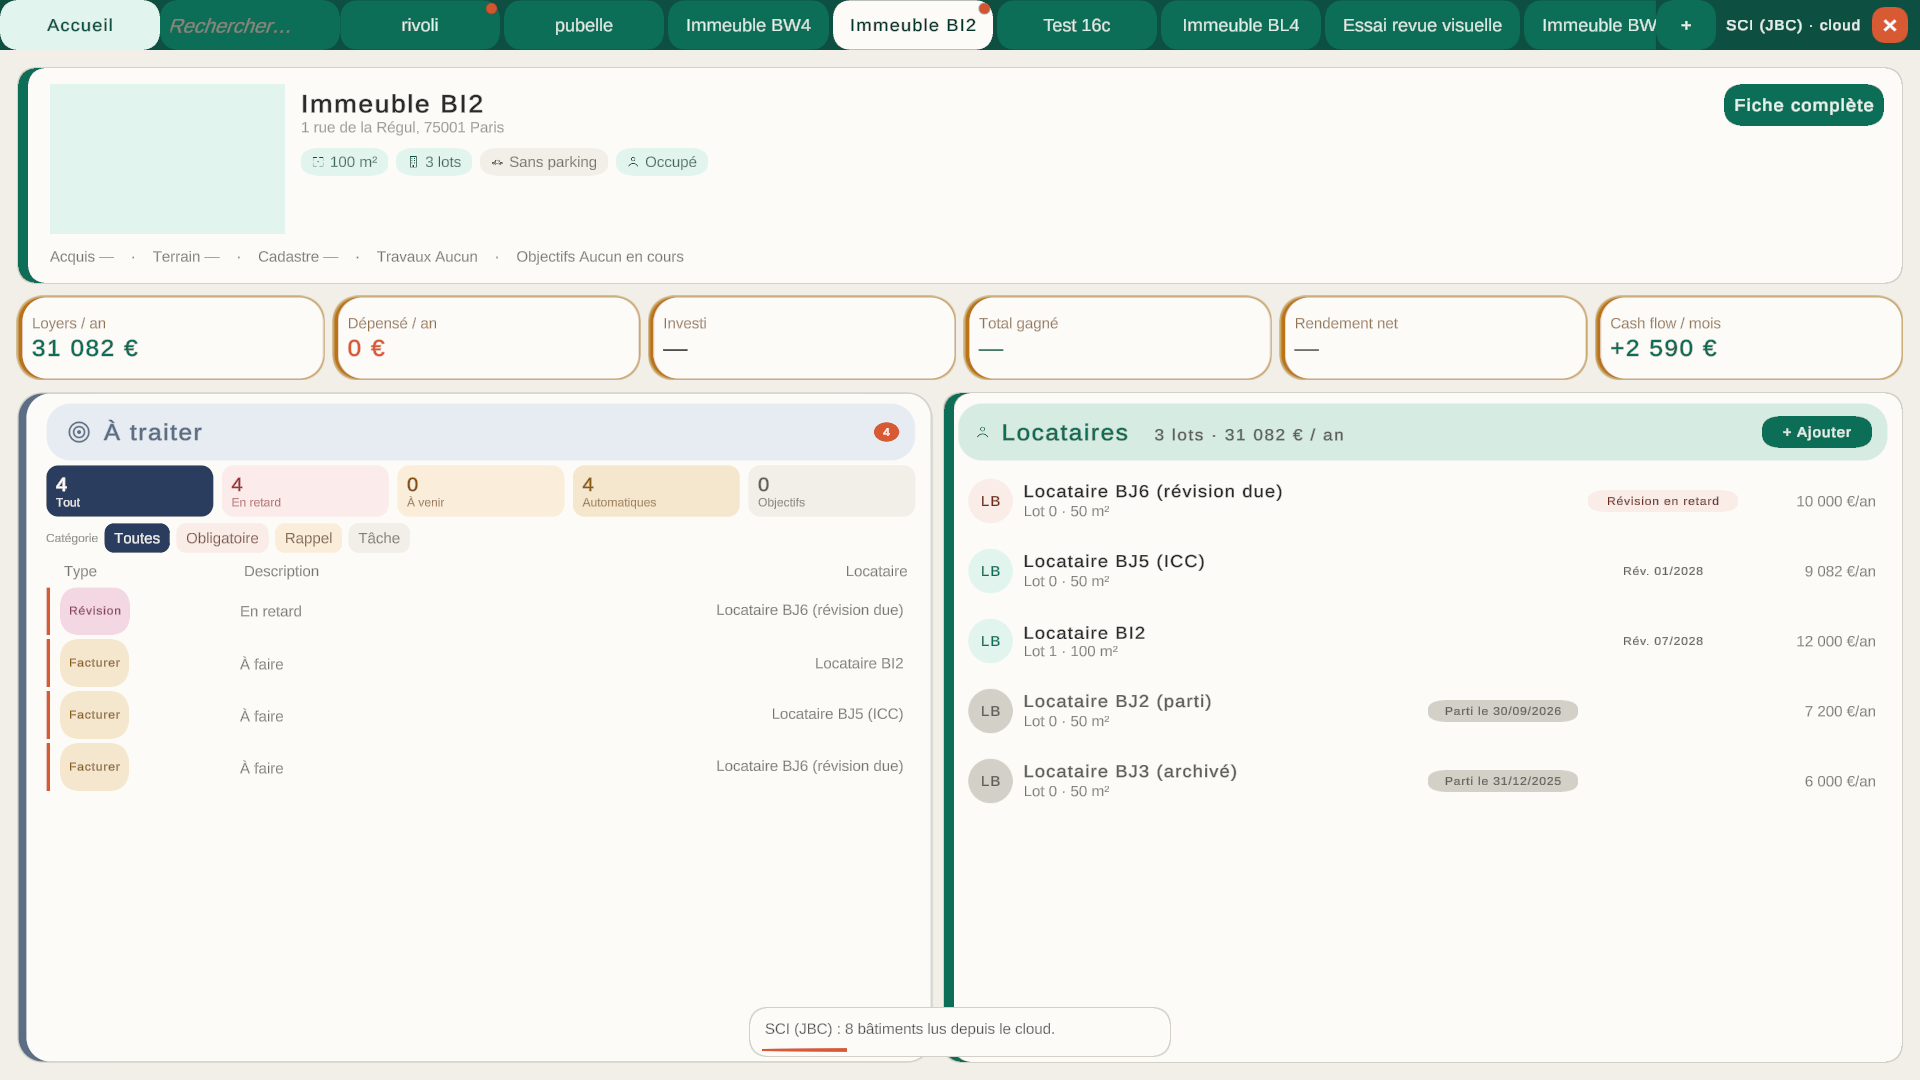 Accueil
Rechercher...
rivoli
pubelle
Immeuble BW4
Immeuble BI2
Test 16c
Immeuble BL4
Essai revue visuelle
Immeuble BW
+
SCI (JBC) · cloud
Immeuble BI2
Fiche complète
1 rue de la Régul, 75001 Paris
100 m²
3 lots
Sans parking
Occupé
Acquis — · Terrain — · Cadastre — · Travaux Aucun · Objectifs Aucun en cours
Loyers / an
31 082 €
Dépensé / an
0 €
Investi
—
Total gagné
—
Rendement net
—
Cash flow / mois
+2 590 €
À traiter
4
4
Tout
4
En retard
0
À venir
4
Automatiques
0
Objectifs
Catégorie
Toutes
Obligatoire
Rappel
Tâche
Type
Description
Locataire
Révision
En retard
Locataire BJ6 (révision due)
Facturer
À faire
Locataire BI2
Facturer
À faire
Locataire BJ5 (ICC)
Facturer
À faire
Locataire BJ6 (révision due)
Locataires
3 lots · 31 082 € / an
+ Ajouter
LB
Locataire BJ6 (révision due)
Lot 0 · 50 m²
Révision en retard
10 000 €/an
LB
Locataire BJ5 (ICC)
Lot 0 · 50 m²
Rév. 01/2028
9 082 €/an
LB
Locataire BI2
Lot 1 · 100 m²
Rév. 07/2028
12 000 €/an
LB
Locataire BJ2 (parti)
Lot 0 · 50 m²
Parti le 30/09/2026
7 200 €/an
LB
Locataire BJ3 (archivé)
Lot 0 · 50 m²
Parti le 31/12/2025
6 000 €/an
SCI (JBC) : 8 bâtiments lus depuis le cloud.